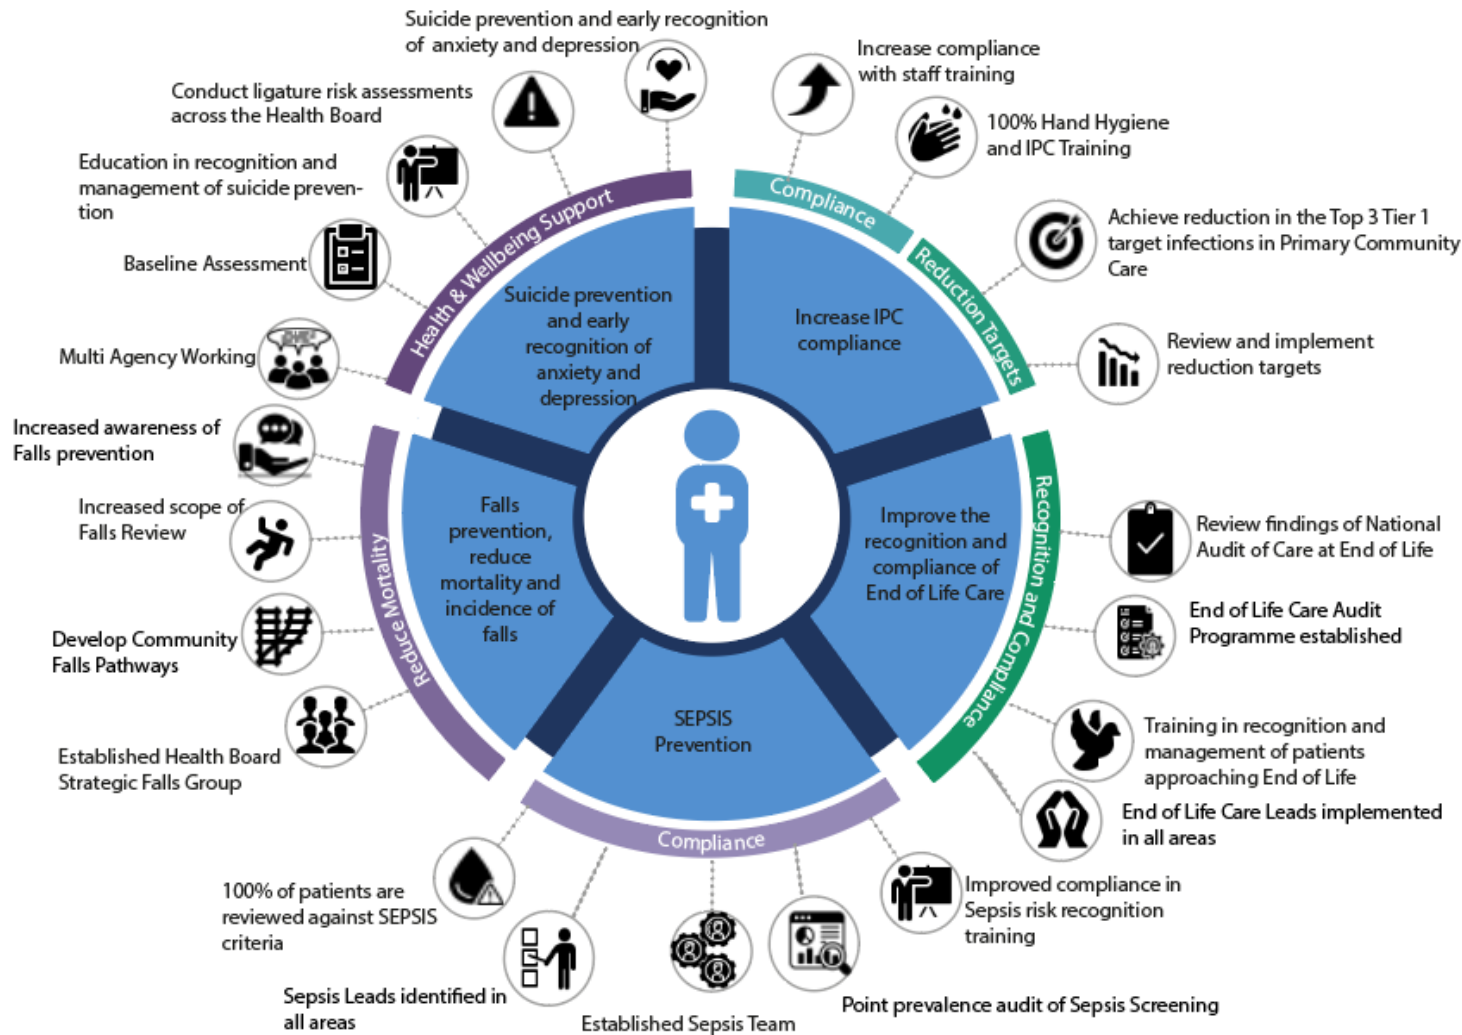 Suicide prevention and early recognition
of anxiety and depression
Conduct ligature risk assessments
across the Health Board
Education in recognition and
management of suicide preven-
tion
Baseline Assessment
Multi Agency Working
Health & Wellbeing Support
Suicide prevention
and early
recognition of
anxiety and
depression
Increase compliance
with staff training
100% Hand Hygiene
and IPC Training
Achieve reduction in the Top 3 Tier 1
target infections in Primary Community
Care
Review and implement
reduction targets
Compliance
Reduction Targets
Increase IPC
compliance
Increased awareness of
Falls prevention
Increased scope of
Falls Review
Develop Community
Falls Pathways
Established Health Board
Strategic Falls Group
Reduce Mortality
Falls
prevention,
reduce
mortality and
incidence of
falls
Improve the
recognition and
compliance of
End of Life Care
Recognition and Compliance
Review findings of National
Audit of Care at End of Life
End of Life Care Audit
Programme established
Training in recognition and
management of patients
approaching End of Life
End of Life Care Leads implemented
in all areas
SEPSIS
Prevention
Compliance
100% of patients are
reviewed against SEPSIS
criteria
Sepsis Leads identified in
all areas
Established Sepsis Team
Point prevalence audit of Sepsis Screening
Improved compliance in
Sepsis risk recognition
training